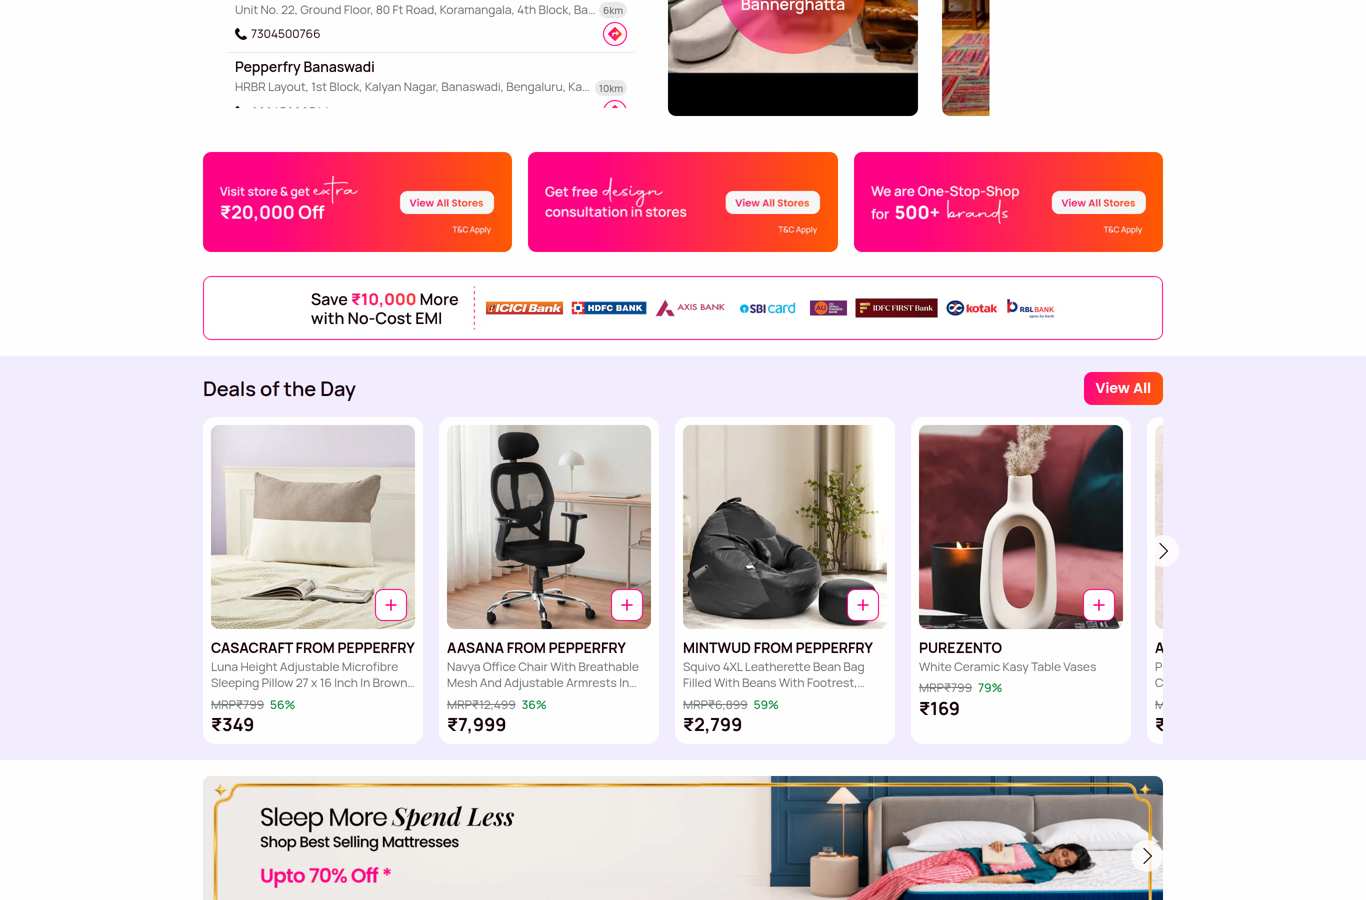 Unit No. 22, Ground Floor, 80 Ft Road, Koramangala, 4th Block, Ba...
6km
7304500766
Pepperfry Banaswadi
HRBR Layout, 1st Block, Kalyan Nagar, Banaswadi, Bengaluru, Ka...
10km
Bannerghatta
Visit store & get extra
₹20,000 Off
View All Stores
T&C Apply
Get free design
consultation in stores
View All Stores
T&C Apply
We are One-Stop-Shop
for 500+ brands
View All Stores
T&C Apply
Save ₹10,000 More
with No-Cost EMI
ICICI Bank
HDFC BANK
AXIS BANK
SBI card
AU
IDFC FIRST Bank
kotak
RBLBANK
Deals of the Day
View All
CASACRAFT FROM PEPPERFRY
Luna Height Adjustable Microfibre
Sleeping Pillow 27 x 16 Inch In Brown...
MRP₹799 56%
₹349
AASANA FROM PEPPERFRY
Navya Office Chair With Breathable
Mesh And Adjustable Armrests In...
MRP₹12,499 36%
₹7,999
MINTWUD FROM PEPPERFRY
Squivo 4XL Leatherette Bean Bag
Filled With Beans With Footrest,...
MRP₹6,899 59%
₹2,799
PUREZENTO
White Ceramic Kasy Table Vases
MRP₹799 79%
₹169
Sleep More Spend Less
Shop Best Selling Mattresses
Upto 70% Off *